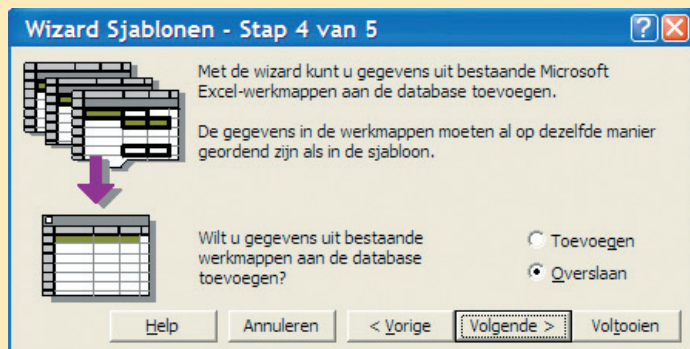 Wizard Sjablonen - Stap 4 van 5
Met de wizard kunt u gegevens uit bestaande Microsoft
Excel-werkmappen aan de database toevoegen.
De gegevens in de werkmappen moeten al op dezelfde manier
geordend zijn als in de sjabloon.
Wilt u gegevens uit bestaande
werkmappen aan de database
toevoegen?
Toevoegen
Overslaan
Help Annuleren < Vorige Volgende > Voltooien